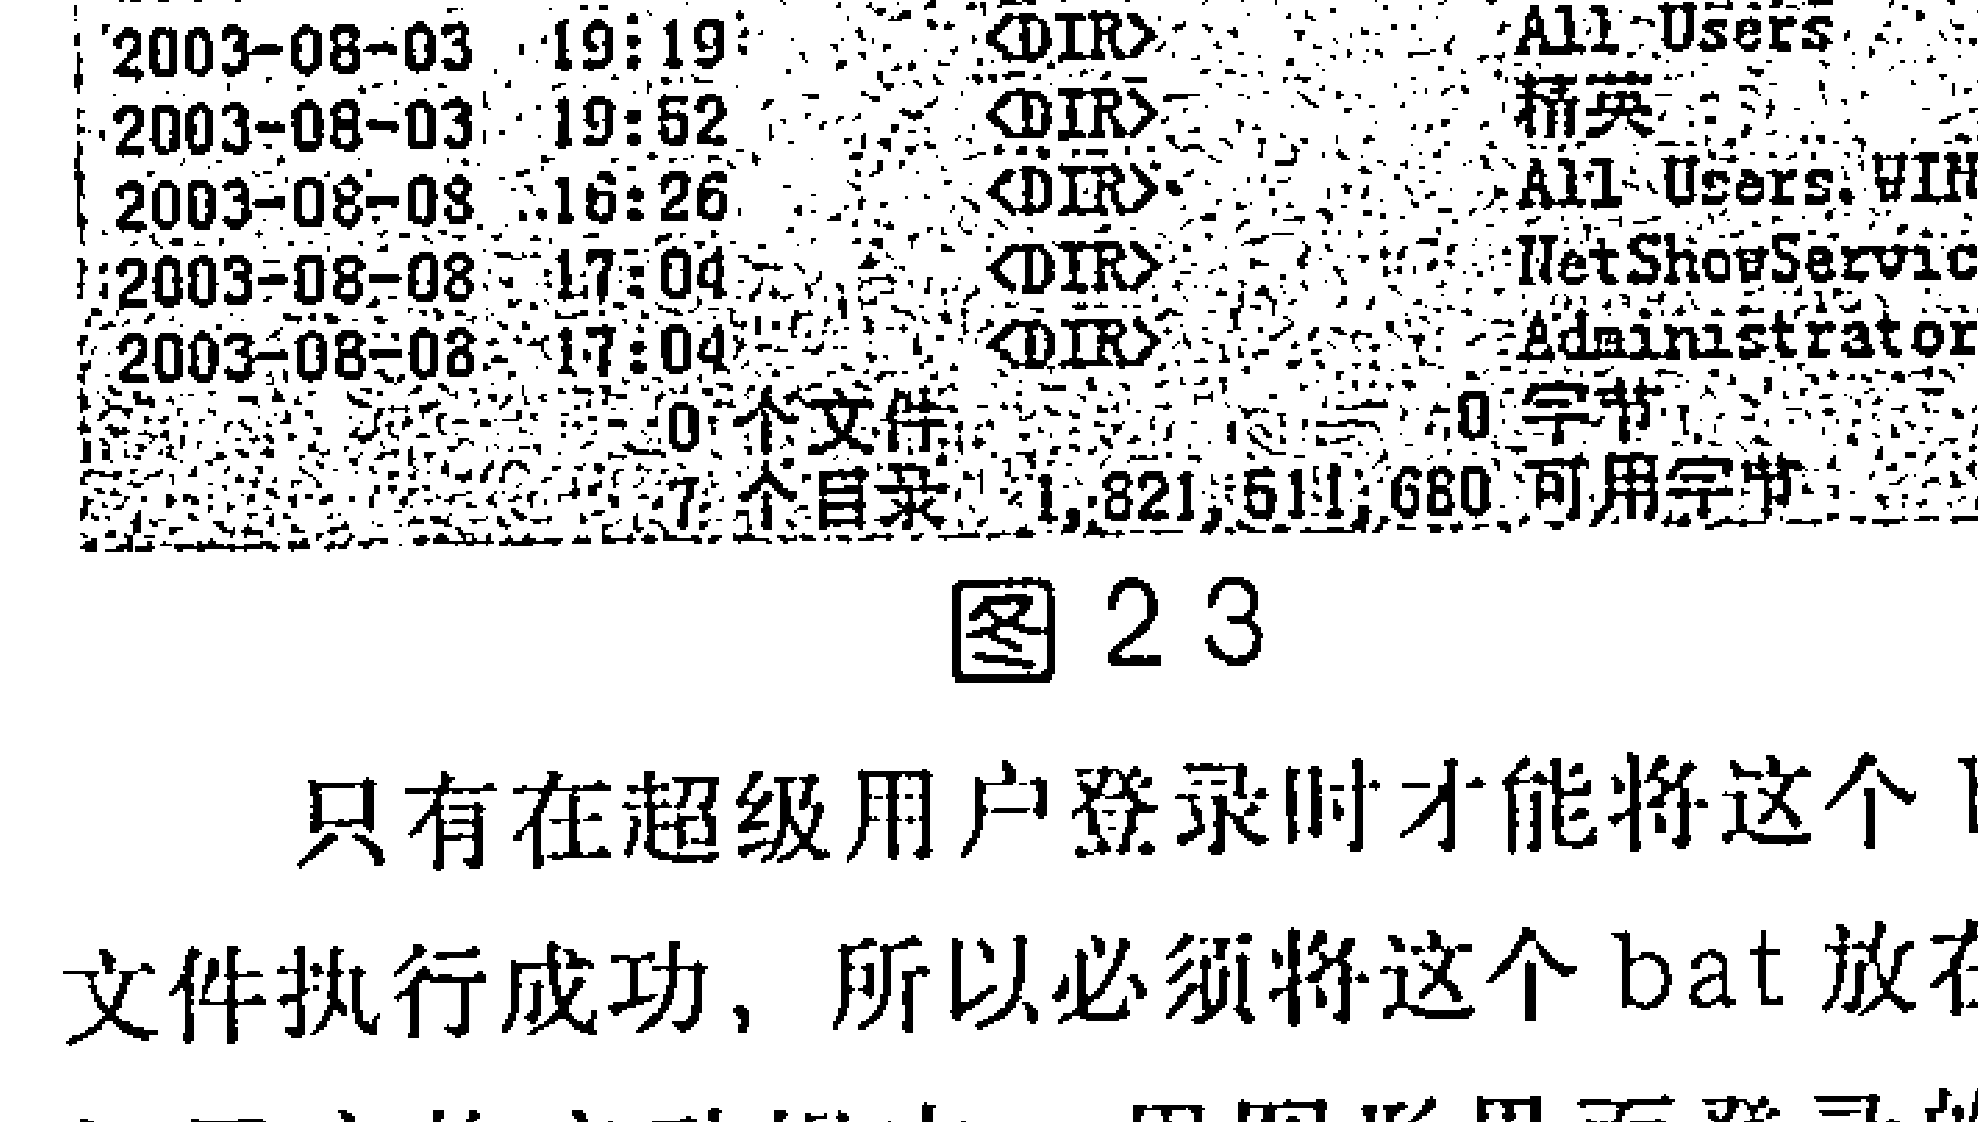 2003-08-03 19:19 <DIR> All Users
2003-08-03 19:52 <DIR> 精英
2003-08-08 16:26 <DIR> All Users.WIN
2003-08-08 17:04 <DIR> NetShowServic
2003-08-08 17:04 <DIR> Administrator
0 个文件 0 字节
7 个目录 1,821,511,680 可用字节
图 23
只有在超级用户登录时才能将这个
文件执行成功，所以必须将这个 bat 放在